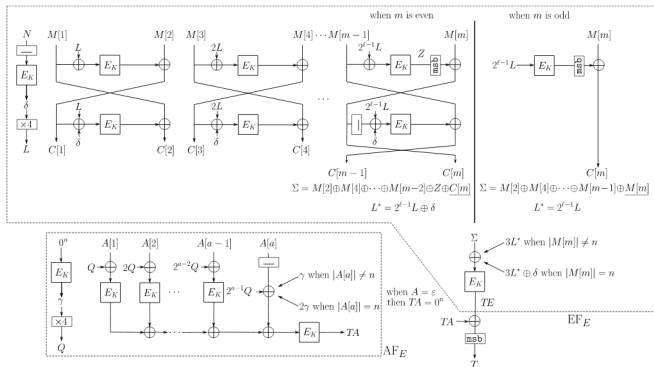 when m is even
when m is odd
N M[1] M[2] M[3] M[4]⋯M[m−1] M[m] M[m]
L 2L 2^{ℓ−1}L Z
E_K E_K E_K E_K msb 2^{ℓ−1}L E_K msb
δ
L 2L 2^{ℓ−1}L
×4 E_K E_K E_K
δ δ δ
L C[1] C[2] C[3] C[4] ⋯
C[m−1] C[m] C[m]
Σ = M[2]⊕M[4]⊕⋯⊕M[m−2]⊕Z⊕C[m]
Σ = M[2]⊕M[4]⊕⋯⊕M[m−1]⊕M[m]
L* = 2^{ℓ−1}L ⊕ δ
L* = 2^{ℓ−1}L
0^n A[1] A[2] A[a−1] A[a]
Q 2Q 2^{a−2}Q
E_K
γ when |A[a]| ≠ n
E_K E_K ⋯ E_K 2^{a−1}Q
γ
2γ when |A[a]| = n
×4
Q
⋯ E_K TA
AF_E
when A = ε
then TA = 0^n
Σ
3L* when |M[m]| ≠ n
3L* ⊕ δ when |M[m]| = n
E_K
TE
EF_E
TA
msb
T